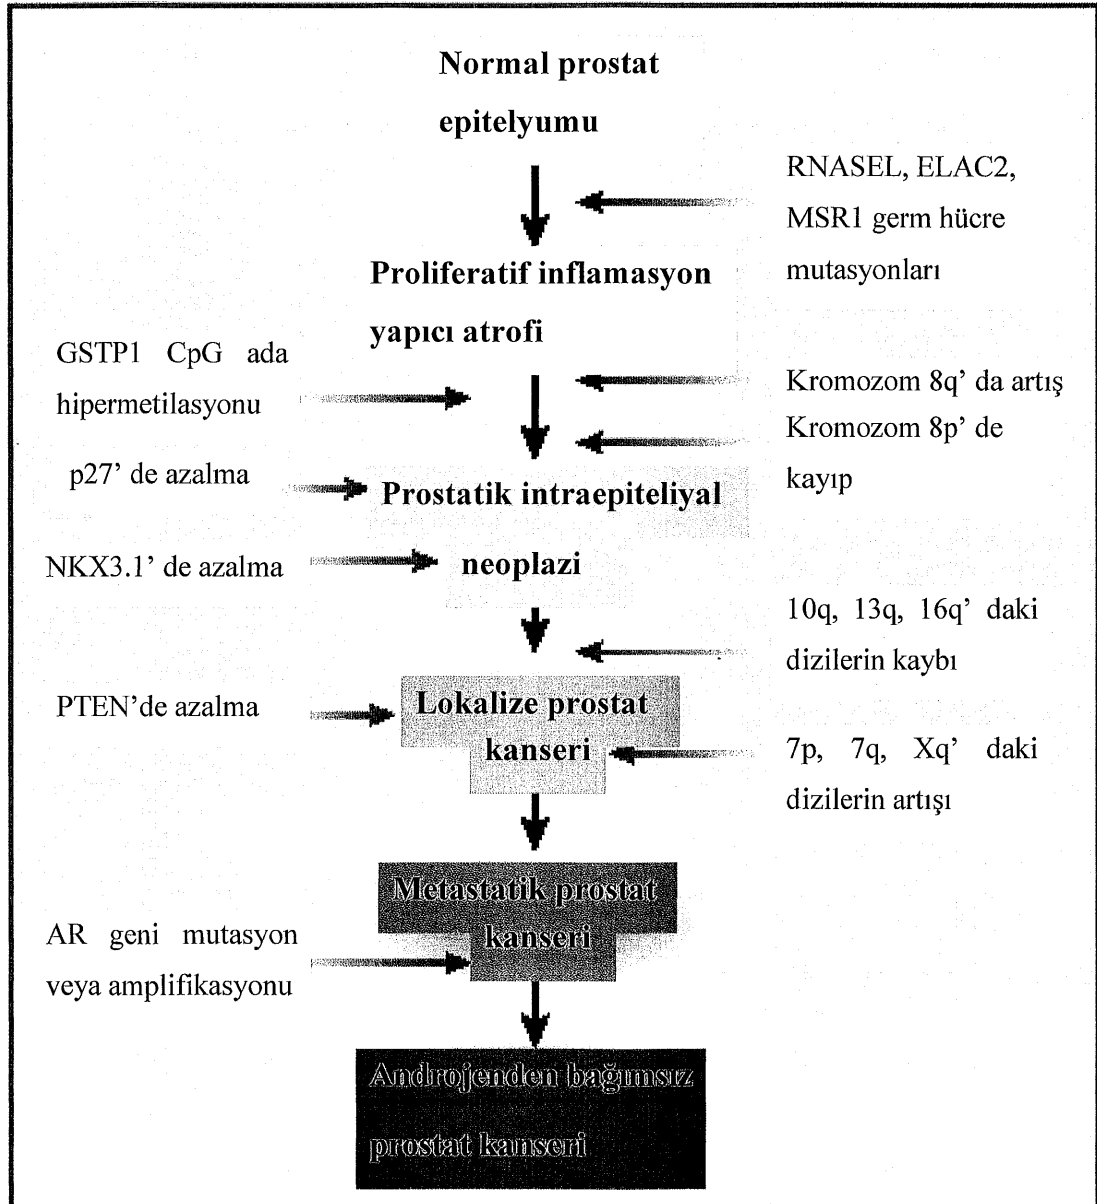 Normal prostat
epitelyumu
RNASEL, ELAC2,
MSR1 germ hücre
mutasyonları
Proliferatif inflamasyon
yapıcı atrofi
GSTP1 CpG ada
hipermetilasyonu
Kromozom 8q' da artış
Kromozom 8p' de
kayıp
p27' de azalma
Prostatik intraepiteliyal
neoplazi
NKX3.1' de azalma
10q, 13q, 16q' daki
dizilerin kaybı
PTEN'de azalma
Lokalize prostat
kanseri
7p, 7q, Xq' daki
dizilerin artışı
Metastatik prostat
kanseri
AR geni mutasyon
veya amplifikasyonu
Androjenden bağımsız
prostat kanseri